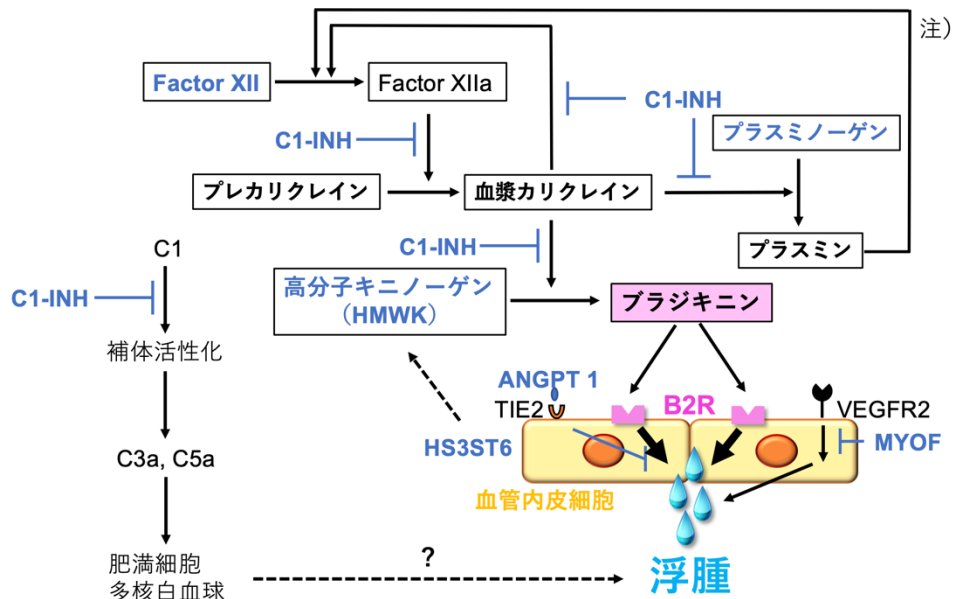 注）
Factor XII
Factor XIIa
C1-INH
C1-INH
プラスミノーゲン
プレカリクレイン
血漿カリクレイン
C1-INH
プラスミン
C1
C1-INH
高分子キニノーゲン
（HMWK）
ブラジキニン
補体活性化
ANGPT 1
TIE2
B2R
VEGFR2
HS3ST6
MYOF
C3a, C5a
血管内皮細胞
肥満細胞
多核白血球
?
浮腫